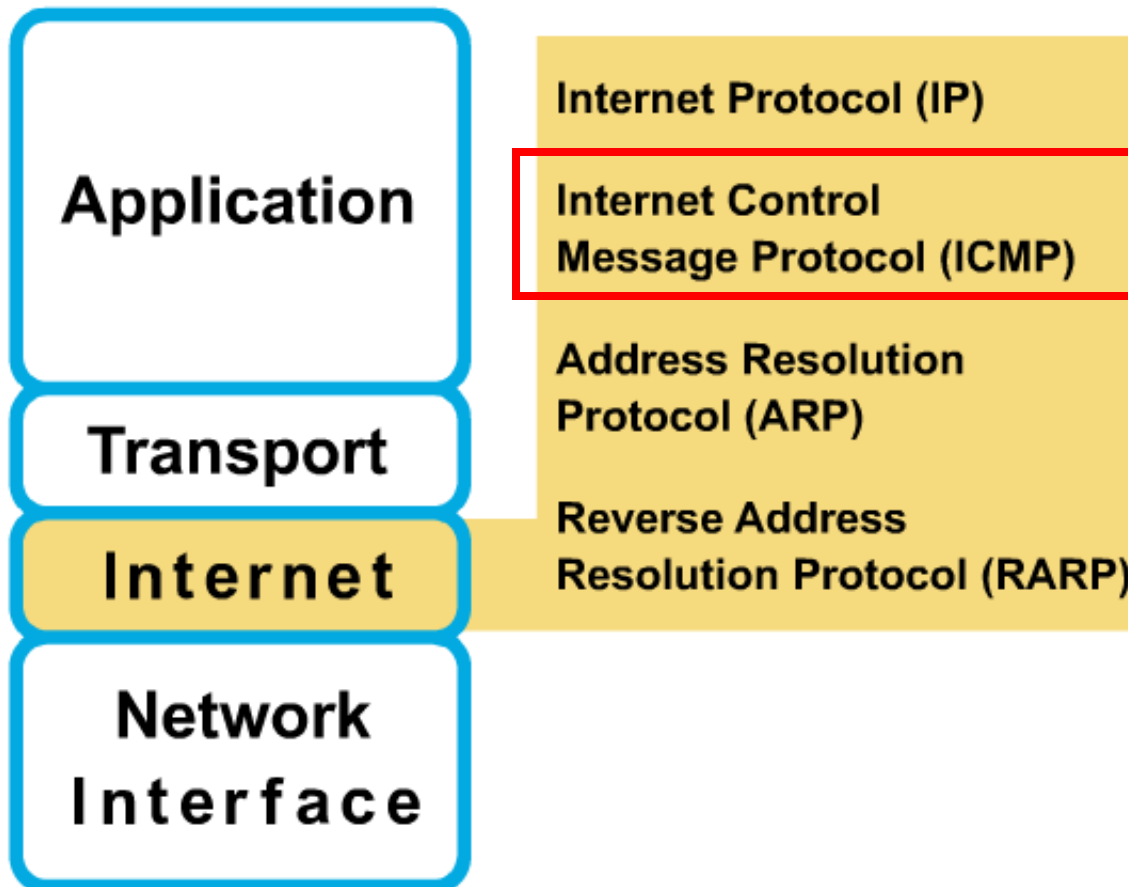 Application
Transport
Internet
Network
Interface
Internet Protocol (IP)
Internet Control
Message Protocol (ICMP)
Address Resolution
Protocol (ARP)
Reverse Address
Resolution Protocol (RARP)